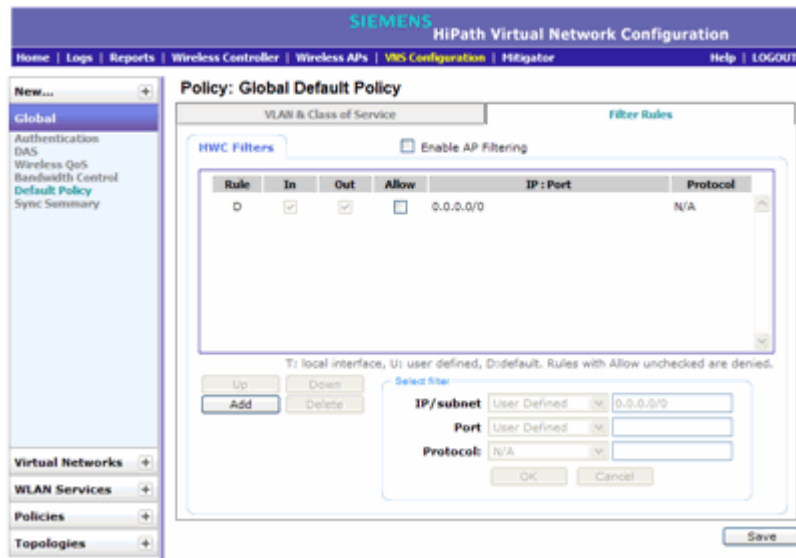 SIEMENS
HiPath Virtual Network Configuration
Home | Logs | Reports | Wireless Controller | Wireless APs | VNS Configuration | Mitigator Help | LOGOUT
New... +
Global
Authentication
DAS
Wireless QoS
Bandwidth Control
Default Policy
Sync Summary
Virtual Networks +
WLAN Services +
Policies +
Topologies +
Policy: Global Default Policy
VLAN & Class of Service Filter Rules
HWC Filters Enable AP Filtering
Rule In Out Allow IP : Port Protocol
D 0.0.0.0/0 N/A
T: local interface, U: user defined, D:default. Rules with Allow unchecked are denied.
Up Down
Add Delete
Select filter
IP/subnet User Defined 0.0.0.0/0
Port User Defined
Protocol: N/A
OK Cancel
Save